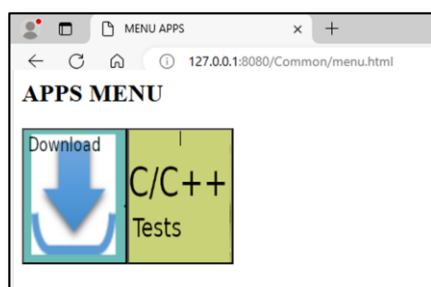 MENU APPS
127.0.0.1:8080/Common/menu.html
APPS MENU
Download
C/C++
Tests